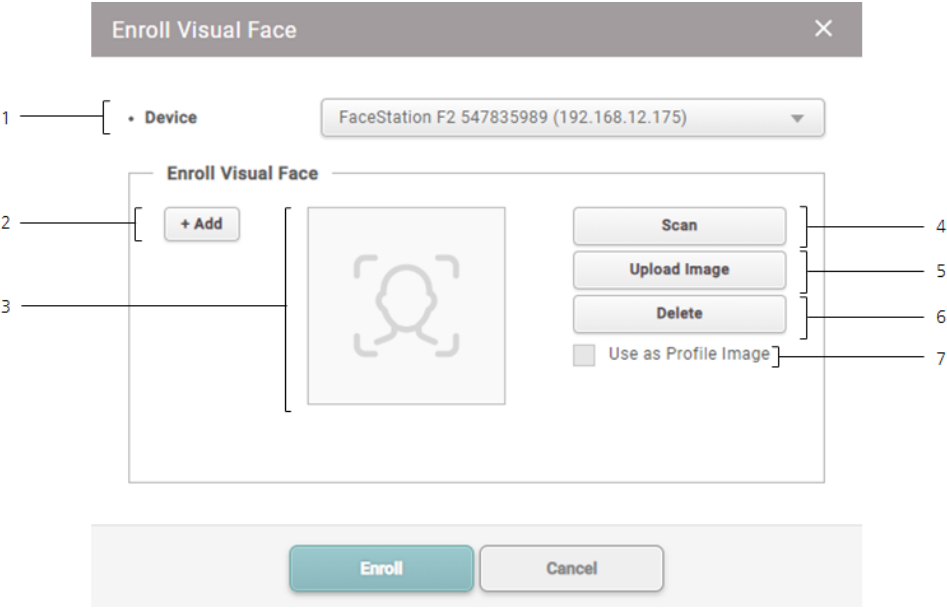 Enroll Visual Face
1
• Device
FaceStation F2 547835989 (192.168.12.175)
Enroll Visual Face
2
+ Add
3
Scan
4
Upload Image
5
Delete
6
Use as Profile Image
7
Enroll
Cancel